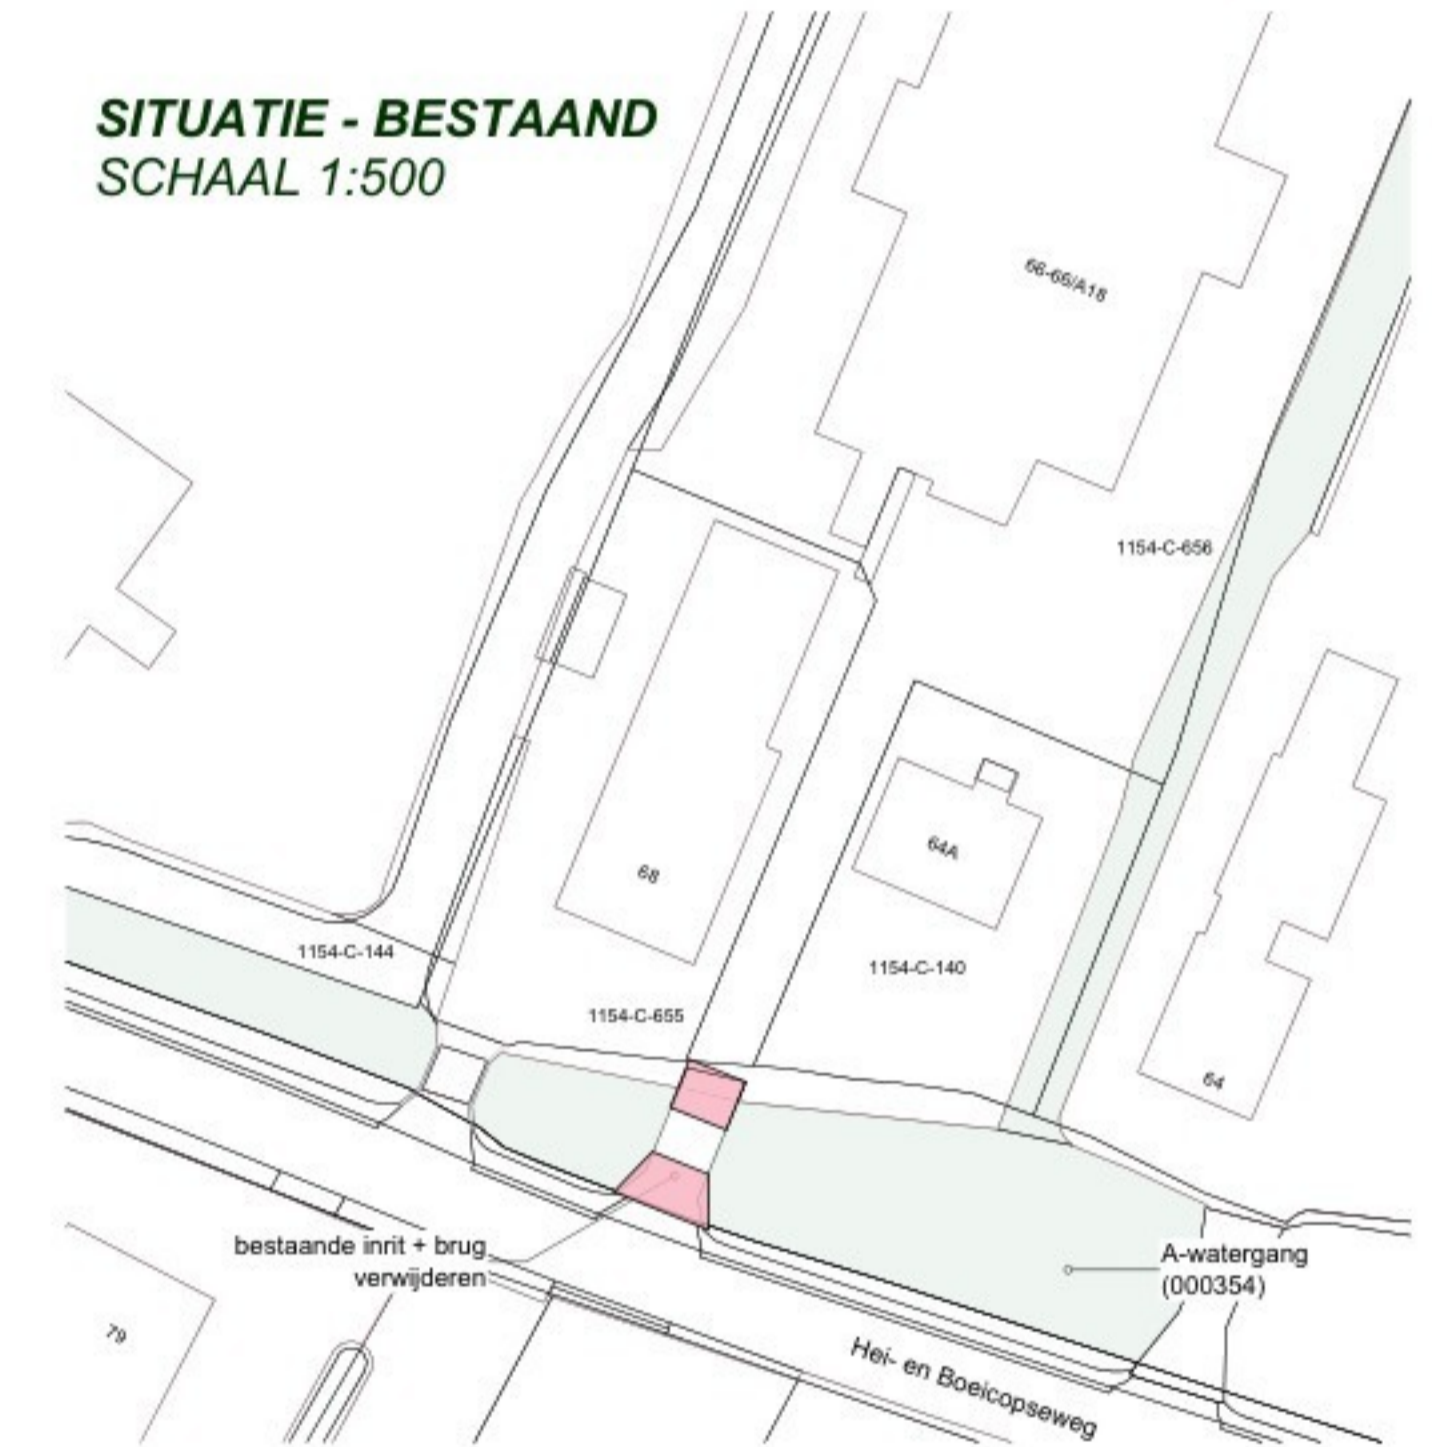 SITUATIE - BESTAAND
SCHAAL 1:500
66-66/A18
1154-C-656
64A
68
1154-C-144
1154-C-140
1154-C-655
64
bestaande inrit + brug
verwijderen
A-watergang
(000354)
79
Hei- en Boeicopseweg